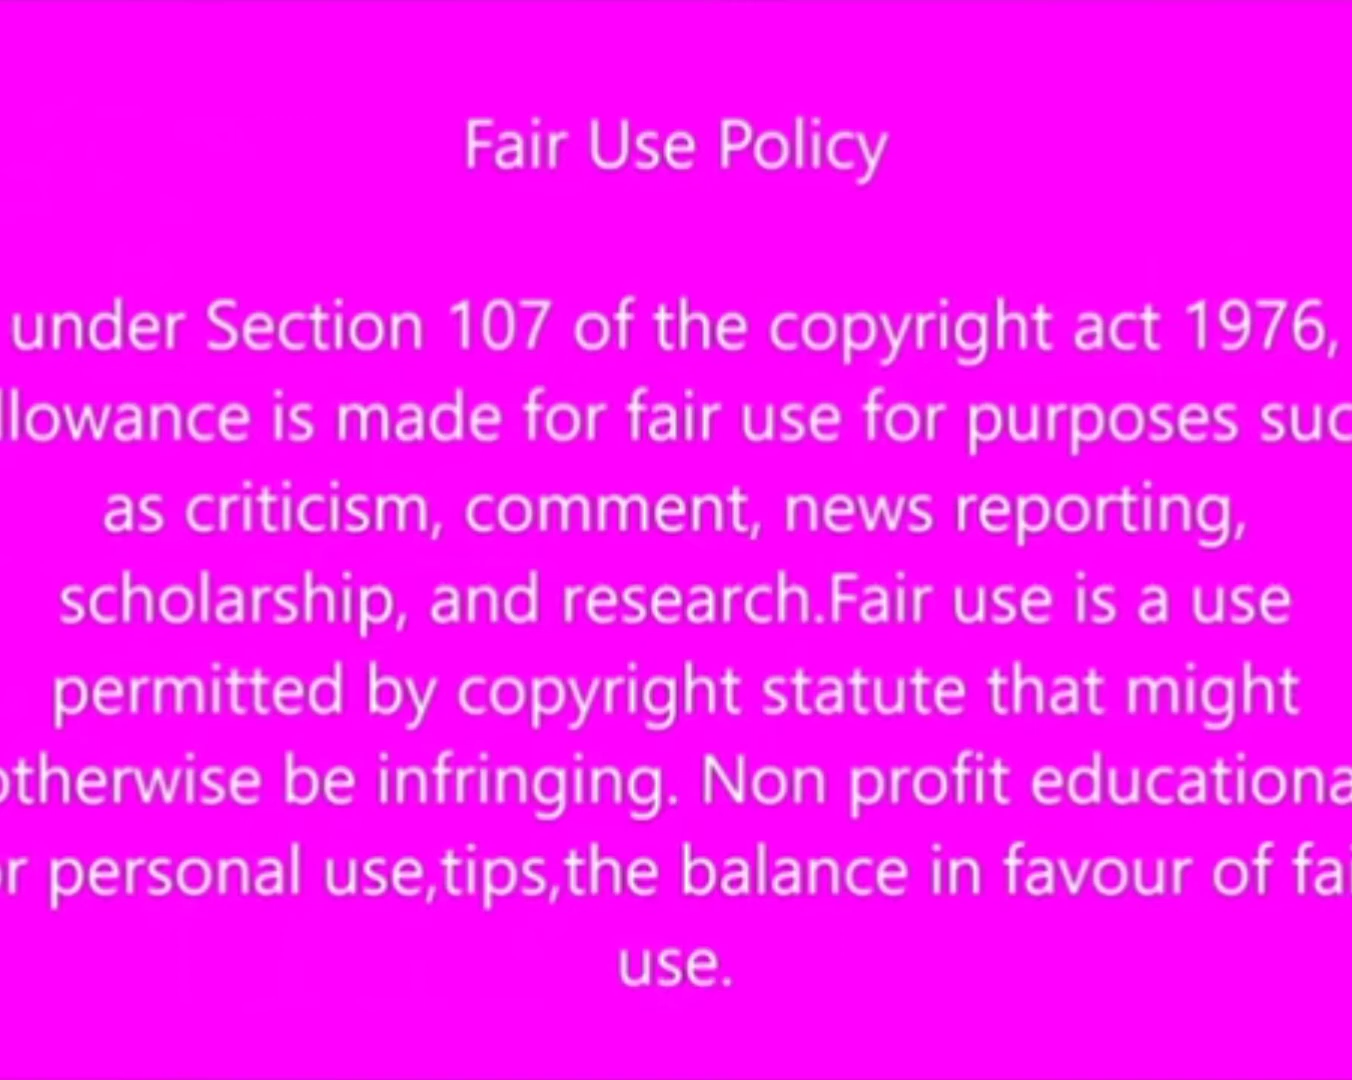 Fair Use Policy
under Section 107 of the copyright act 1976,
llowance is made for fair use for purposes suc
as criticism, comment, news reporting,
scholarship, and research.Fair use is a use
permitted by copyright statute that might
otherwise be infringing. Non profit educationa
r personal use,tips,the balance in favour of fai
use.